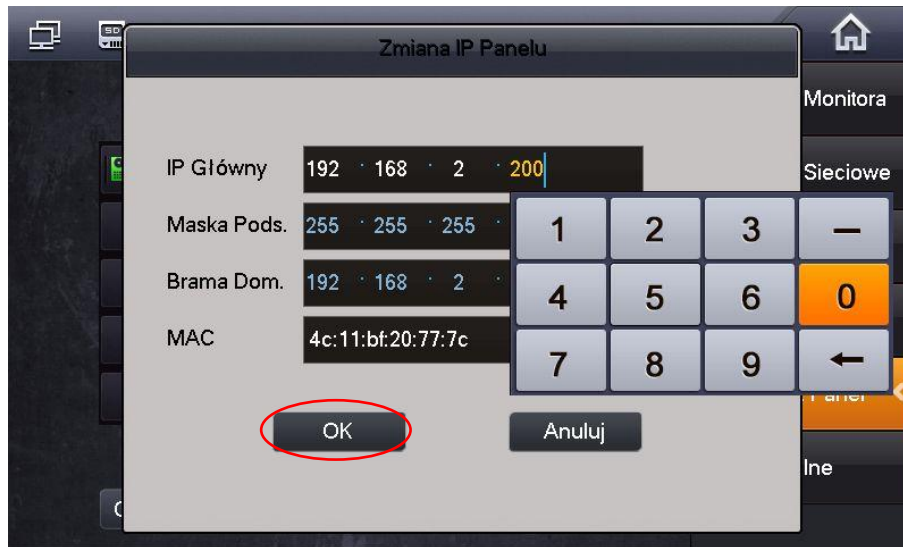 SD
Zmiana IP Panelu
Monitora
IP Główny 192 · 168 · 2 · 200
Sieciowe
Maska Pods. 255 · 255 · 255 ·
1 2 3 —
Brama Dom. 192 · 168 · 2 ·
4 5 6 0
MAC 4c:11:bf:20:77:7c
7 8 9 ←
Panel
OK Anuluj
lne